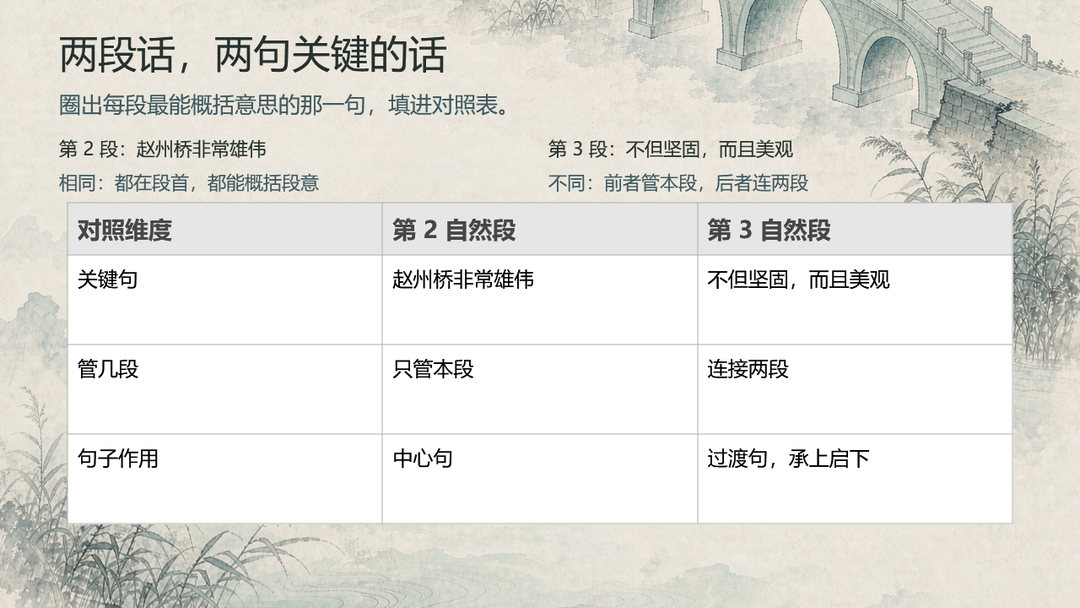 两段话，两句关键的话
圈出每段最能概括意思的那一句，填进对照表。
第 2 段：赵州桥非常雄伟
第 3 段：不但坚固，而且美观
相同：都在段首，都能概括段意
不同：前者管本段，后者连两段
对照维度 第 2 自然段 第 3 自然段
关键句 赵州桥非常雄伟 不但坚固，而且美观
管几段 只管本段 连接两段
句子作用 中心句 过渡句，承上启下